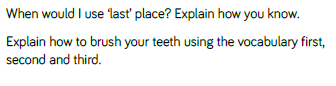 When would I use ‘last’ place? Explain how you know.
Explain how to brush your teeth using the vocabulary first,
second and third.